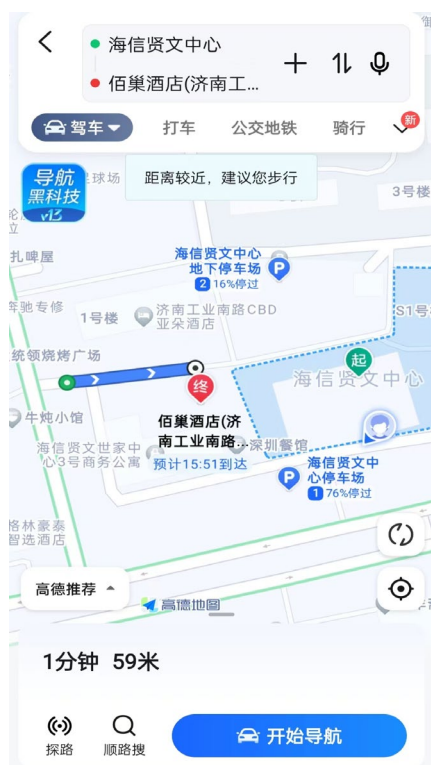 海信贤文中心
佰巢酒店(济南工...
驾车
打车
公交地铁
骑行
新
导航
黑科技
v13
球场
距离较近，建议您步行
3号楼
扎啤屋
海信贤文中心
地下停车场
P
2 16%停过
奔驰专修
1号楼
济南工业南路CBD
亚朵酒店
S1号
统领烧烤广场
起
终
海信贤文中心
牛炖小馆
佰巢酒店(济
南工业南路...
深圳餐馆
海信贤文世家中
心3号商务公寓
预计15:51到达
海信贤文中
心停车场
P
1 76%停过
格林豪泰
智选酒店
高德推荐
高德地图
1分钟 59米
探路
顺路搜
开始导航